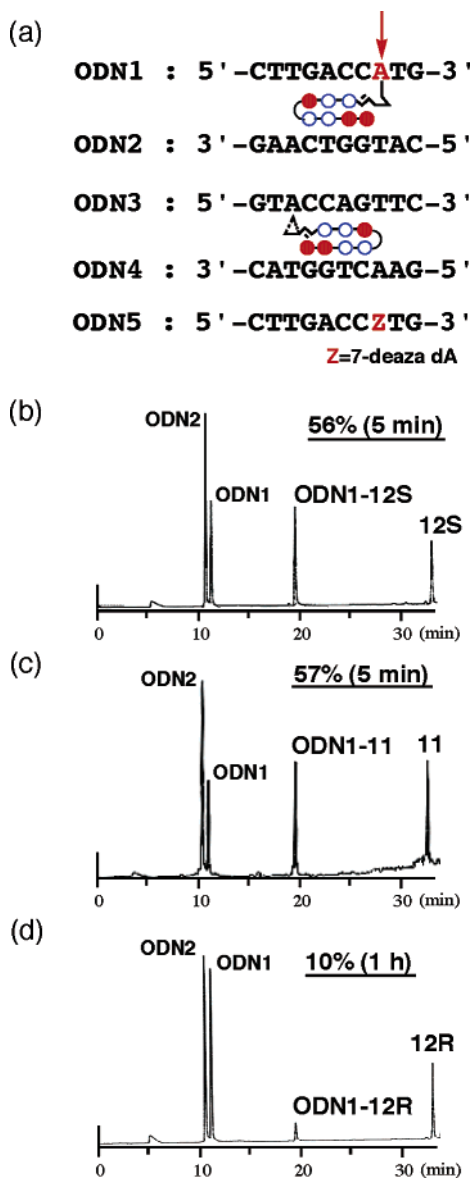 (a)
ODN1 : 5'-CTTGACCATG-3'
ODN2 : 3'-GAACTGGTAC-5'
ODN3 : 5'-GTACCAGTTC-3'
ODN4 : 3'-CATGGTCAAG-5'
ODN5 : 5'-CTTGACCZTG-3'
Z=7-deaza dA
(b)
ODN2
56% (5 min)
ODN1
ODN1-12S
12S
0 10 20 30 (min)
(c)
ODN2
57% (5 min)
ODN1
ODN1-11
11
0 10 20 30 (min)
(d)
ODN2
ODN1
10% (1 h)
12R
ODN1-12R
0 10 20 30 (min)